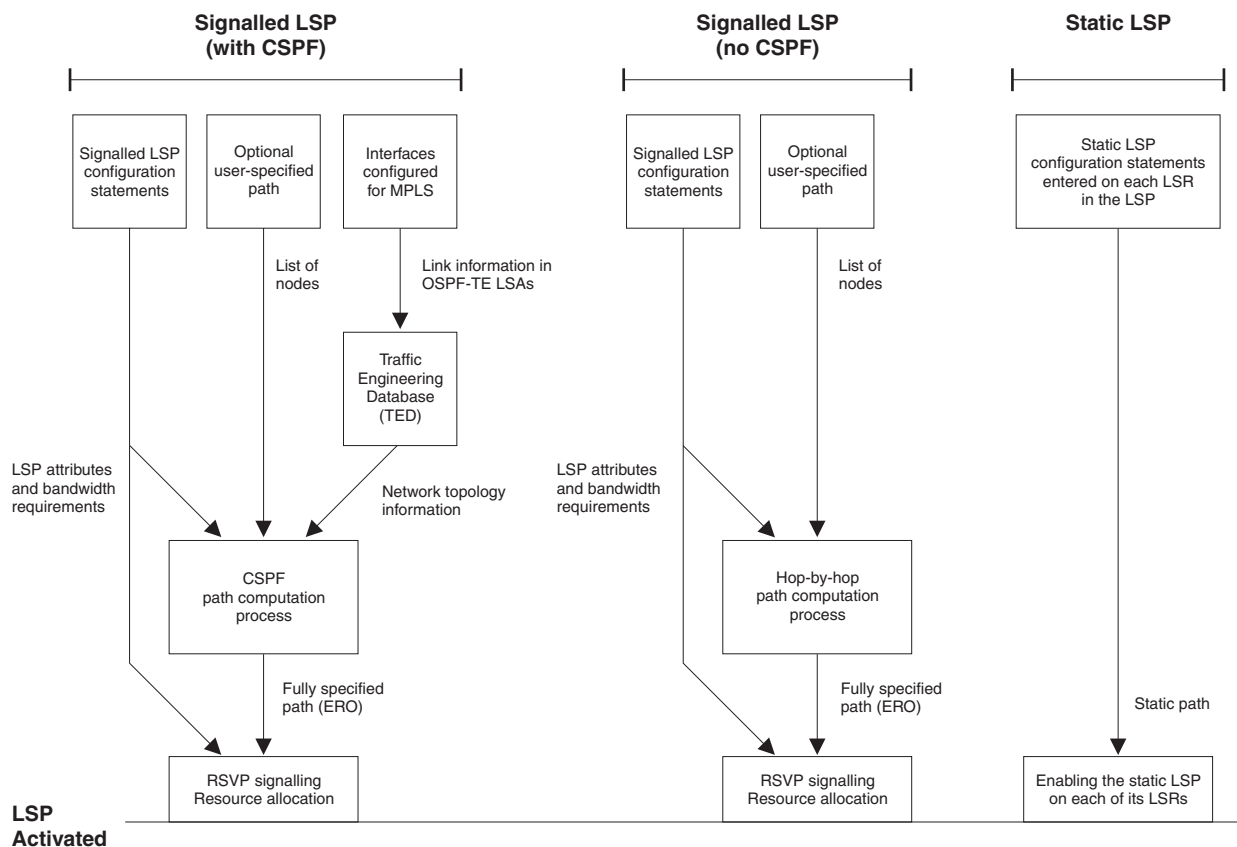 Signalled LSP
(with CSPF)
Signalled LSP
(no CSPF)
Static LSP
Signalled LSP
configuration
statements
Optional
user-specified
path
Interfaces
configured
for MPLS
Signalled LSP
configuration
statements
Optional
user-specified
path
Static LSP
configuration statements
entered on each LSR
in the LSP
List of
nodes
Link information in
OSPF-TE LSAs
List of
nodes
Traffic
Engineering
Database
(TED)
LSP attributes
and bandwidth
requirements
Network topology
information
LSP attributes
and bandwidth
requirements
CSPF
path computation
process
Hop-by-hop
path computation
process
Fully specified
path (ERO)
Fully specified
path (ERO)
Static path
RSVP signalling
Resource allocation
RSVP signalling
Resource allocation
Enabling the static LSP
on each of its LSRs
LSP
Activated